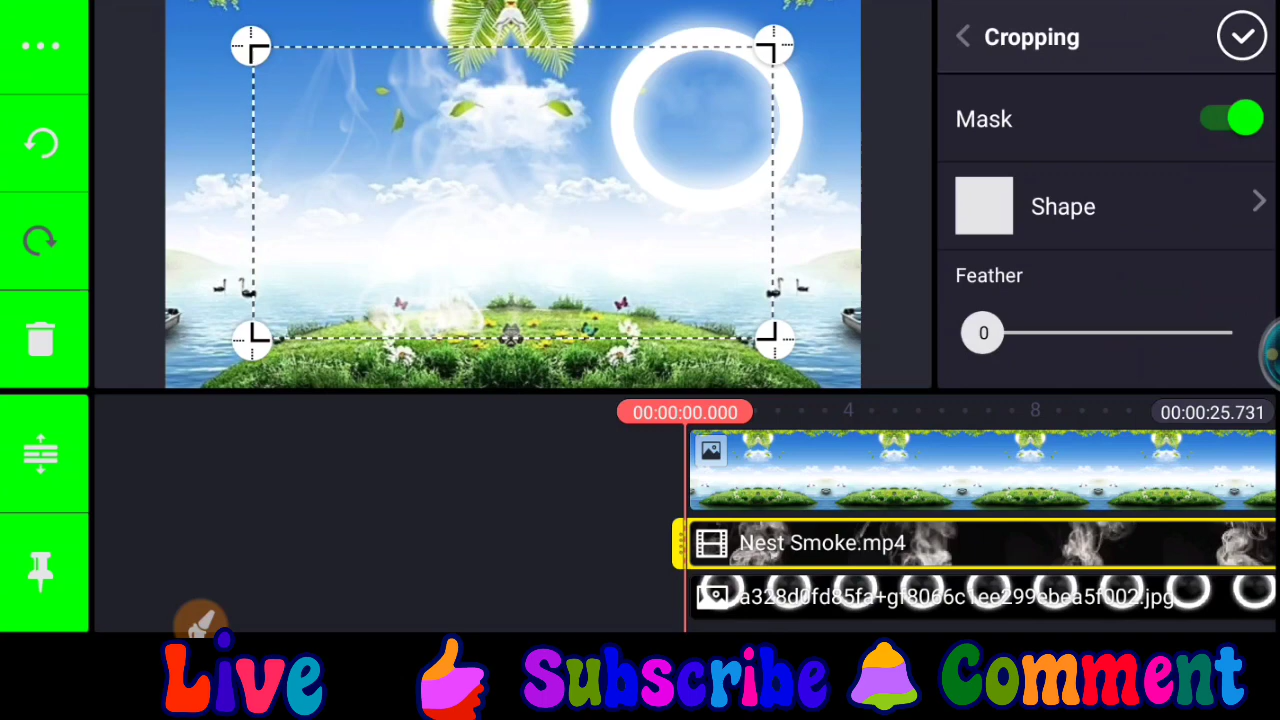 Cropping
Mask
Shape
Feather
0
00:00:00.000
4
8
00:00:25.731
Nest Smoke.mp4
a328d0fd85fa+gf8066c1ee299ebea5f002.jpg
Live
Subscribe
Comment